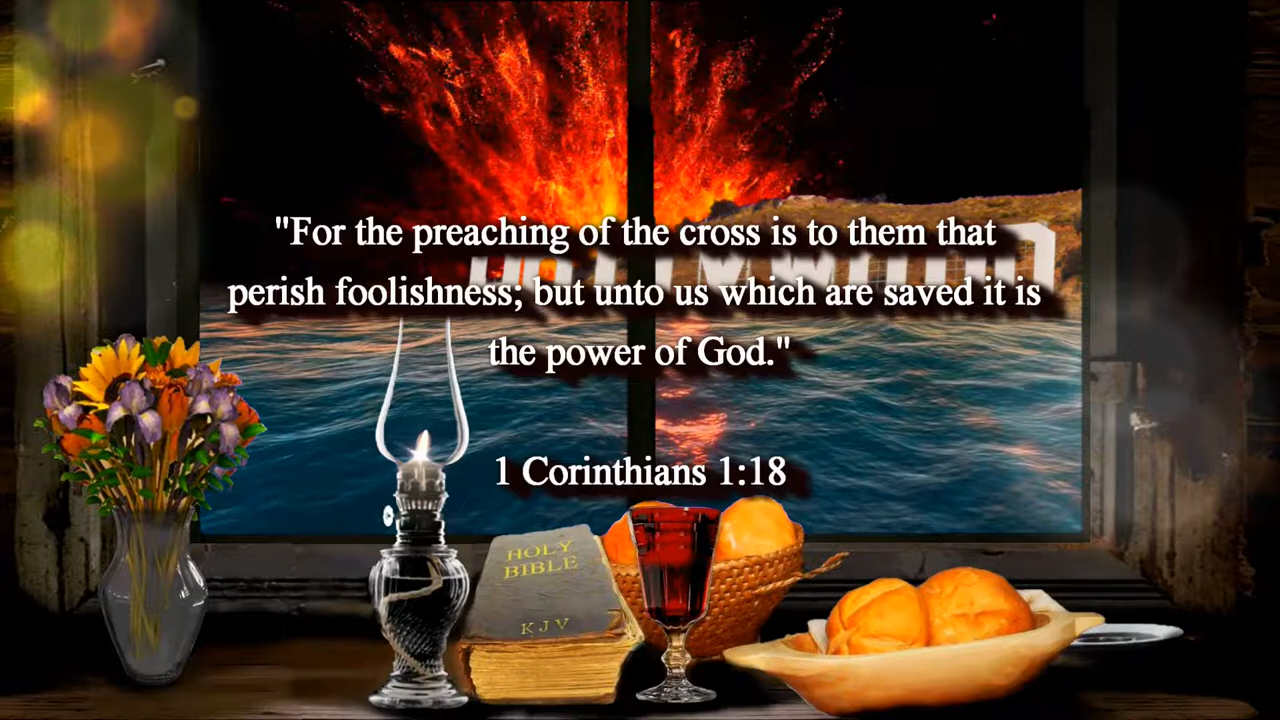 "For the preaching of the cross is to them that
perish foolishness; but unto us which are saved it is
the power of God."
1 Corinthians 1:18
HOLLYWOOD
HOLY
BIBLE
KJV